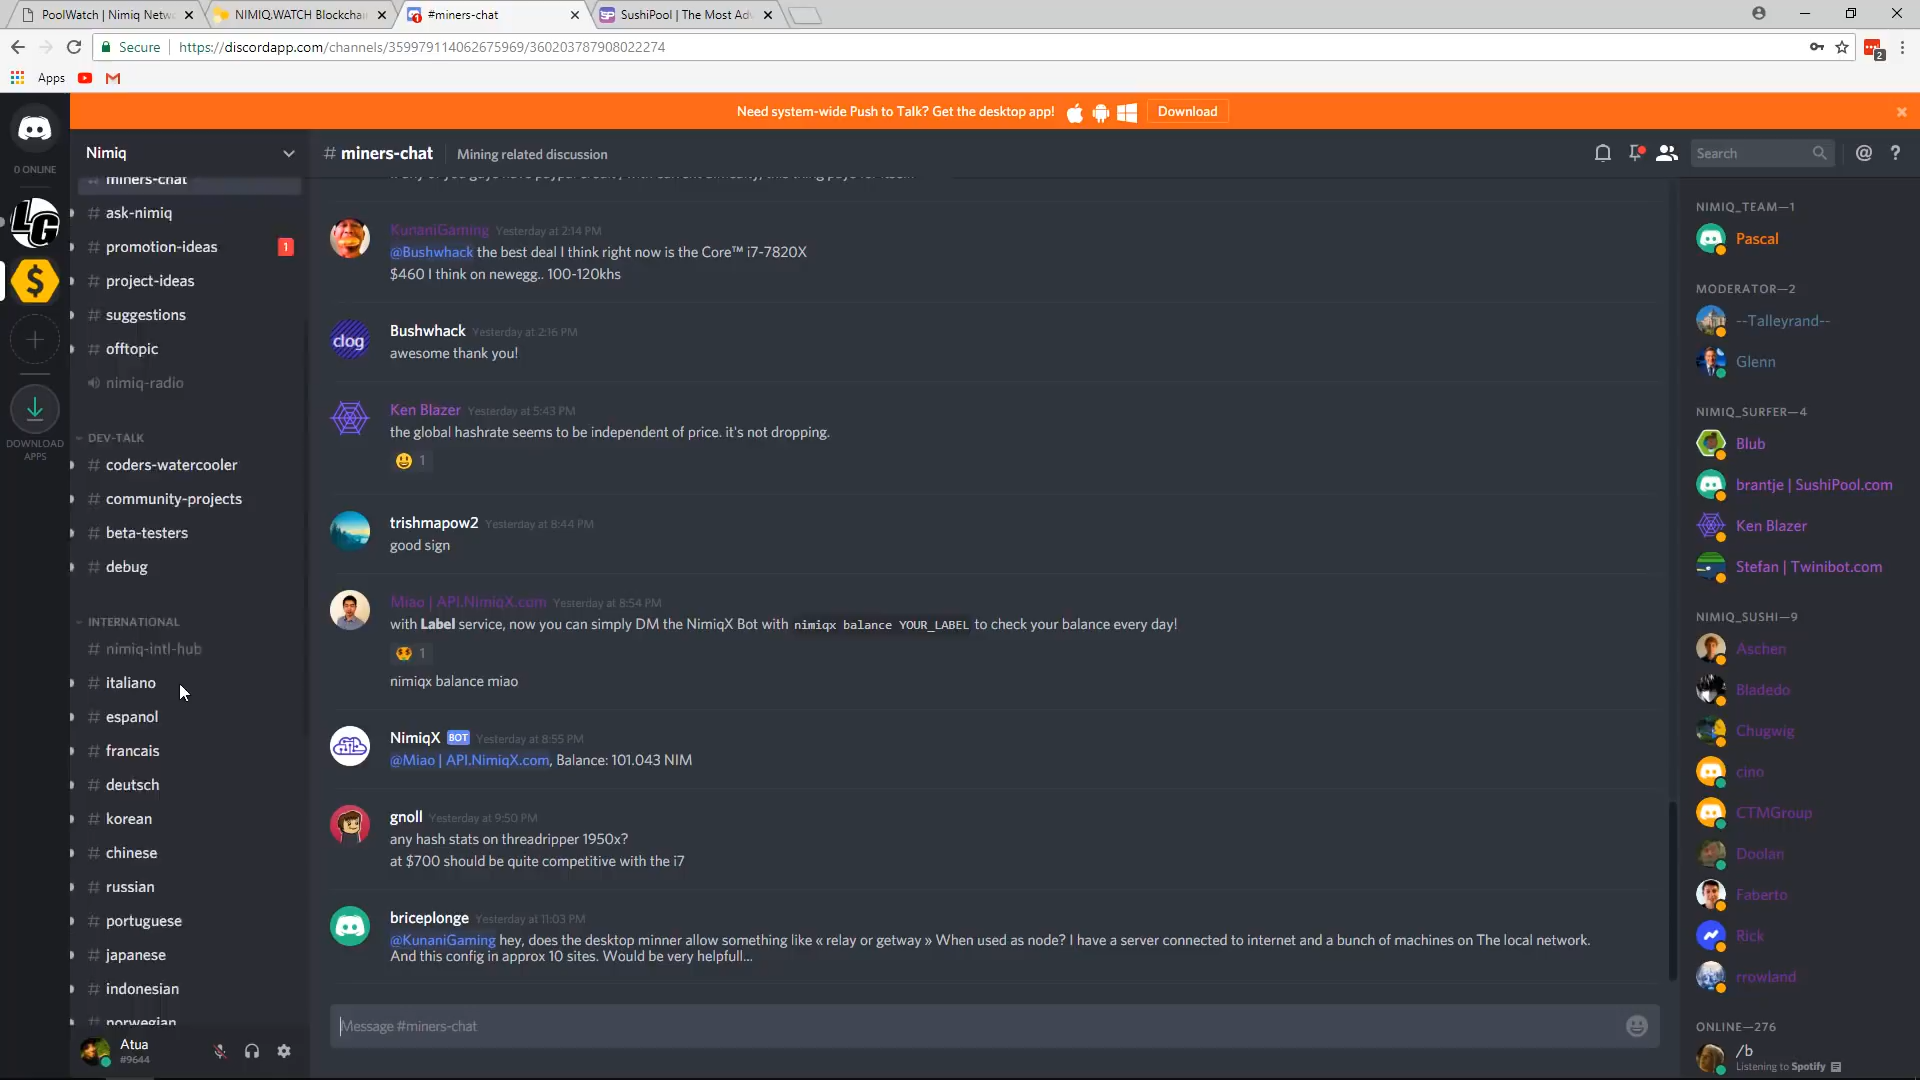 PoolWatch | Nimiq Netw
NIMIQ.WATCH Blockchai
#miners-chat
SushiPool | The Most Adv
Secure
https://discordapp.com/channels/359979114062675969/360203787908022274
2
Apps
Need system-wide Push to Talk? Get the desktop app!
Download
0 ONLINE
LG
DOWNLOAD
APPS
Nimiq
miners-chat
# ask-nimiq
# promotion-ideas
1
# project-ideas
# suggestions
# offtopic
nimiq-radio
DEV-TALK
# coders-watercooler
# community-projects
# beta-testers
# debug
INTERNATIONAL
# nimiq-intl-hub
# italiano
# espanol
# francais
# deutsch
# korean
# chinese
# russian
# portuguese
# japanese
# indonesian
# norwegian
Atua
#9644
# miners-chat
Mining related discussion
Search
KunaniGaming Yesterday at 2:14 PM
@Bushwhack the best deal I think right now is the Core™ i7-7820X
$460 I think on newegg.. 100-120khs
clog
Bushwhack Yesterday at 2:16 PM
awesome thank you!
Ken Blazer Yesterday at 5:43 PM
the global hashrate seems to be independent of price. it's not dropping.
1
trishmapow2 Yesterday at 8:44 PM
good sign
Miao | API.NimiqX.com Yesterday at 8:54 PM
with Label service, now you can simply DM the NimiqX Bot with nimiqx balance YOUR_LABEL to check your balance every day!
1
nimiqx balance miao
NimiqX BOT Yesterday at 8:55 PM
@Miao | API.NimiqX.com, Balance: 101.043 NIM
gnoll Yesterday at 9:50 PM
any hash stats on threadripper 1950x?
at $700 should be quite competitive with the i7
briceplonge Yesterday at 11:03 PM
@KunaniGaming hey, does the desktop minner allow something like « relay or getway » When used as node? I have a server connected to internet and a bunch of machines on The local network.
And this config in approx 10 sites. Would be very helpfull...
Message #miners-chat
NIMIQ_TEAM—1
Pascal
MODERATOR—2
--Talleyrand--
Glenn
NIMIQ_SURFER—4
Blub
brantje | SushiPool.com
Ken Blazer
Stefan | Twinibot.com
NIMIQ_SUSHI—9
Aschen
Bladedo
Chugwig
cino
CTMGroup
Doolan
Faberto
Rick
rrowland
ONLINE—276
/b
Listening to Spotify